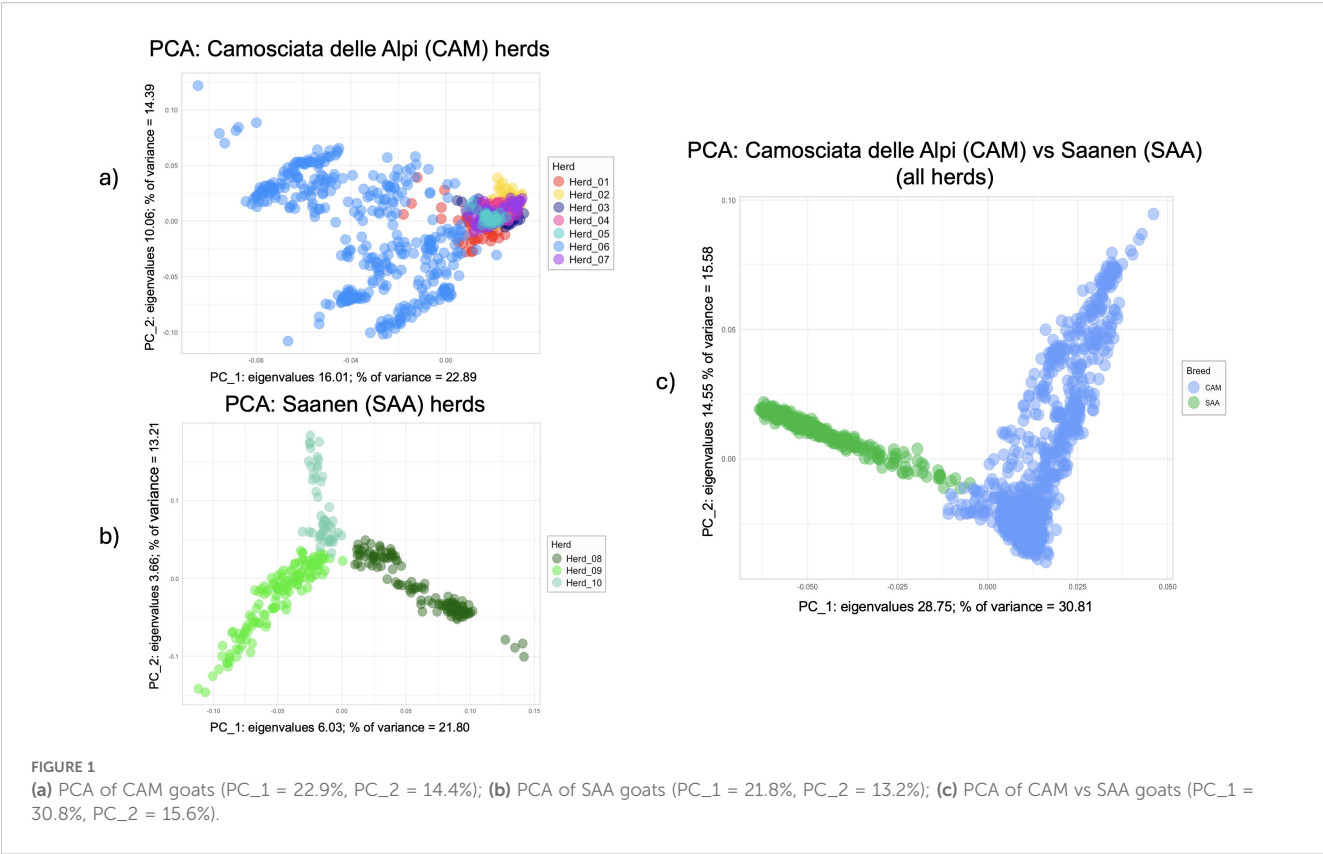 PCA: Camosciata delle Alpi (CAM) herds
a)
PC_2: eigenvalues 10.06; % of variance = 14.39
0.10
0.05
0.00
-0.05
-0.10
-0.08
-0.04
0.00
PC_1: eigenvalues 16.01; % of variance = 22.89
Herd
Herd_01
Herd_02
Herd_03
Herd_04
Herd_05
Herd_06
Herd_07
PCA: Saanen (SAA) herds
b)
PC_2: eigenvalues 3.66; % of variance = 13.21
0.1
0.0
-0.1
-0.10
-0.05
0.00
0.05
0.10
0.15
PC_1: eigenvalues 6.03; % of variance = 21.80
Herd
Herd_08
Herd_09
Herd_10
PCA: Camosciata delle Alpi (CAM) vs Saanen (SAA)
(all herds)
c)
PC_2: eigenvalues 14.55 % of variance = 15.58
0.10
0.05
0.00
-0.050
-0.025
0.000
0.025
0.050
PC_1: eigenvalues 28.75; % of variance = 30.81
Breed
CAM
SAA
FIGURE 1
(a) PCA of CAM goats (PC_1 = 22.9%, PC_2 = 14.4%); (b) PCA of SAA goats (PC_1 = 21.8%, PC_2 = 13.2%); (c) PCA of CAM vs SAA goats (PC_1 =
30.8%, PC_2 = 15.6%).